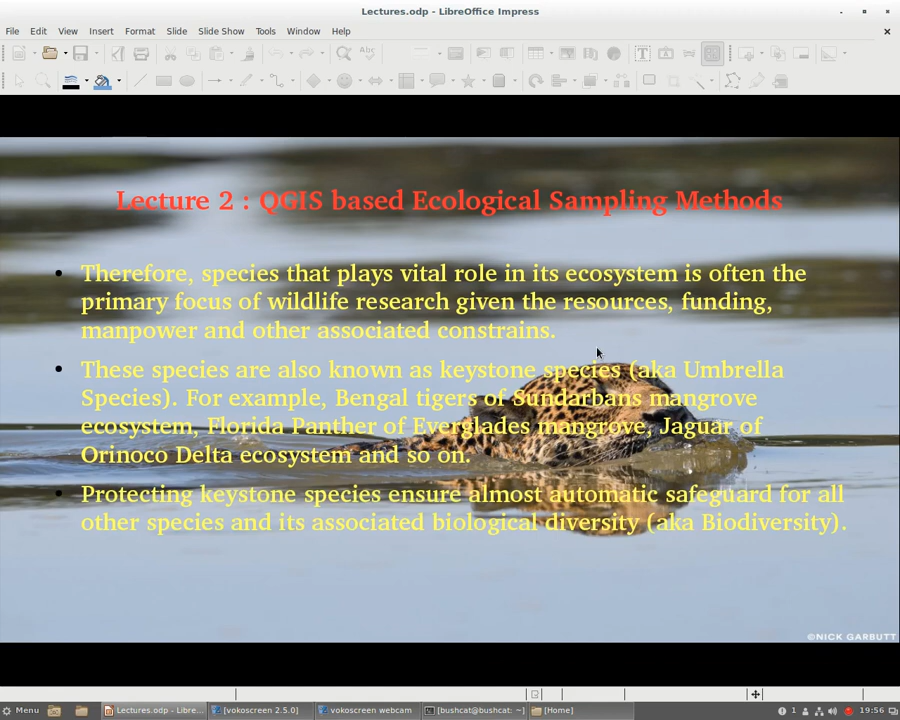 Lectures.odp - LibreOffice Impress
File Edit View Insert Format Slide Slide Show Tools Window Help
Lecture 2 : QGIS based Ecological Sampling Methods
• Therefore, species that plays vital role in its ecosystem is often the
primary focus of wildlife research given the resources, funding,
manpower and other associated constrains.
• These species are also known as keystone species (aka Umbrella
Species). For example, Bengal tigers of Sundarbans mangrove
ecosystem, Florida Panther of Everglades mangrove, Jaguar of
Orinoco Delta ecosystem and so on.
• Protecting keystone species ensure almost automatic safeguard for all
other species and its associated biological diversity (aka Biodiversity).
©NICK GARBUTT
Menu Lectures.odp - Libre... [vokoscreen 2.5.0] vokoscreen webcam [bushcat@bushcat: ~] [Home] 1 19:56